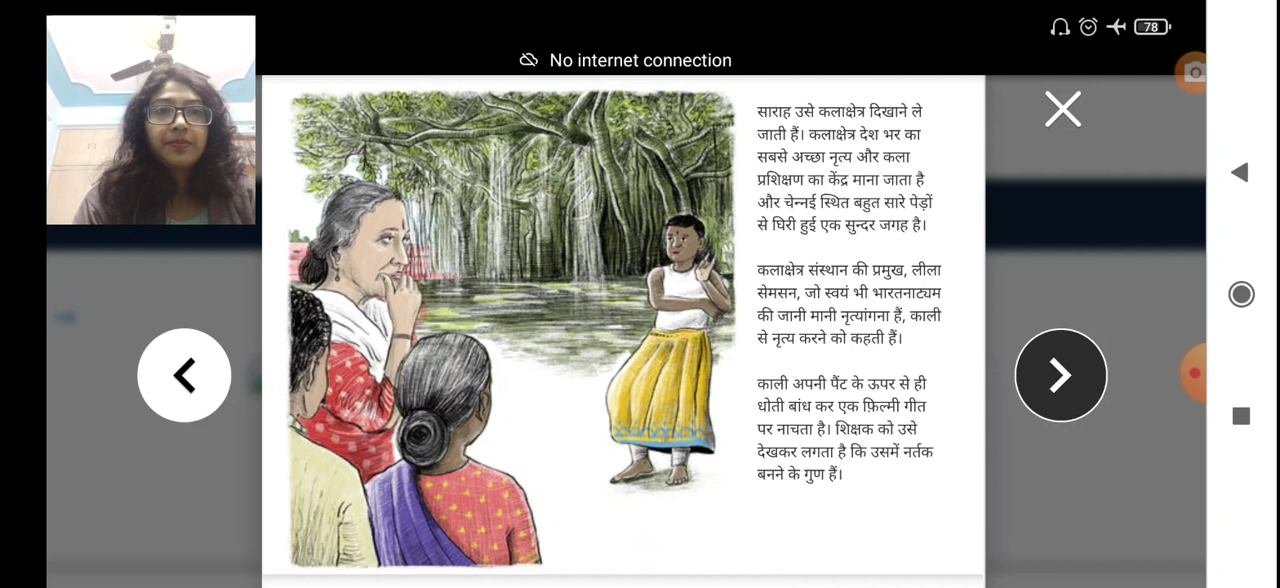 78
No internet connection
साराह उसे कलाक्षेत्र दिखाने ले
जाती हैं। कलाक्षेत्र देश भर का
सबसे अच्छा नृत्य और कला
प्रशिक्षण का केंद्र माना जाता है
और चेन्नई स्थित बहुत सारे पेड़ों
से घिरी हुई एक सुन्दर जगह है।
कलाक्षेत्र संस्थान की प्रमुख, लीला
सेमसन, जो स्वयं भी भारतनाट्यम
की जानी मानी नृत्यांगना हैं, काली
से नृत्य करने को कहती हैं।
काली अपनी पैंट के ऊपर से ही
धोती बांध कर एक फ़िल्मी गीत
पर नाचता है। शिक्षक को उसे
देखकर लगता है कि उसमें नर्तक
बनने के गुण हैं।